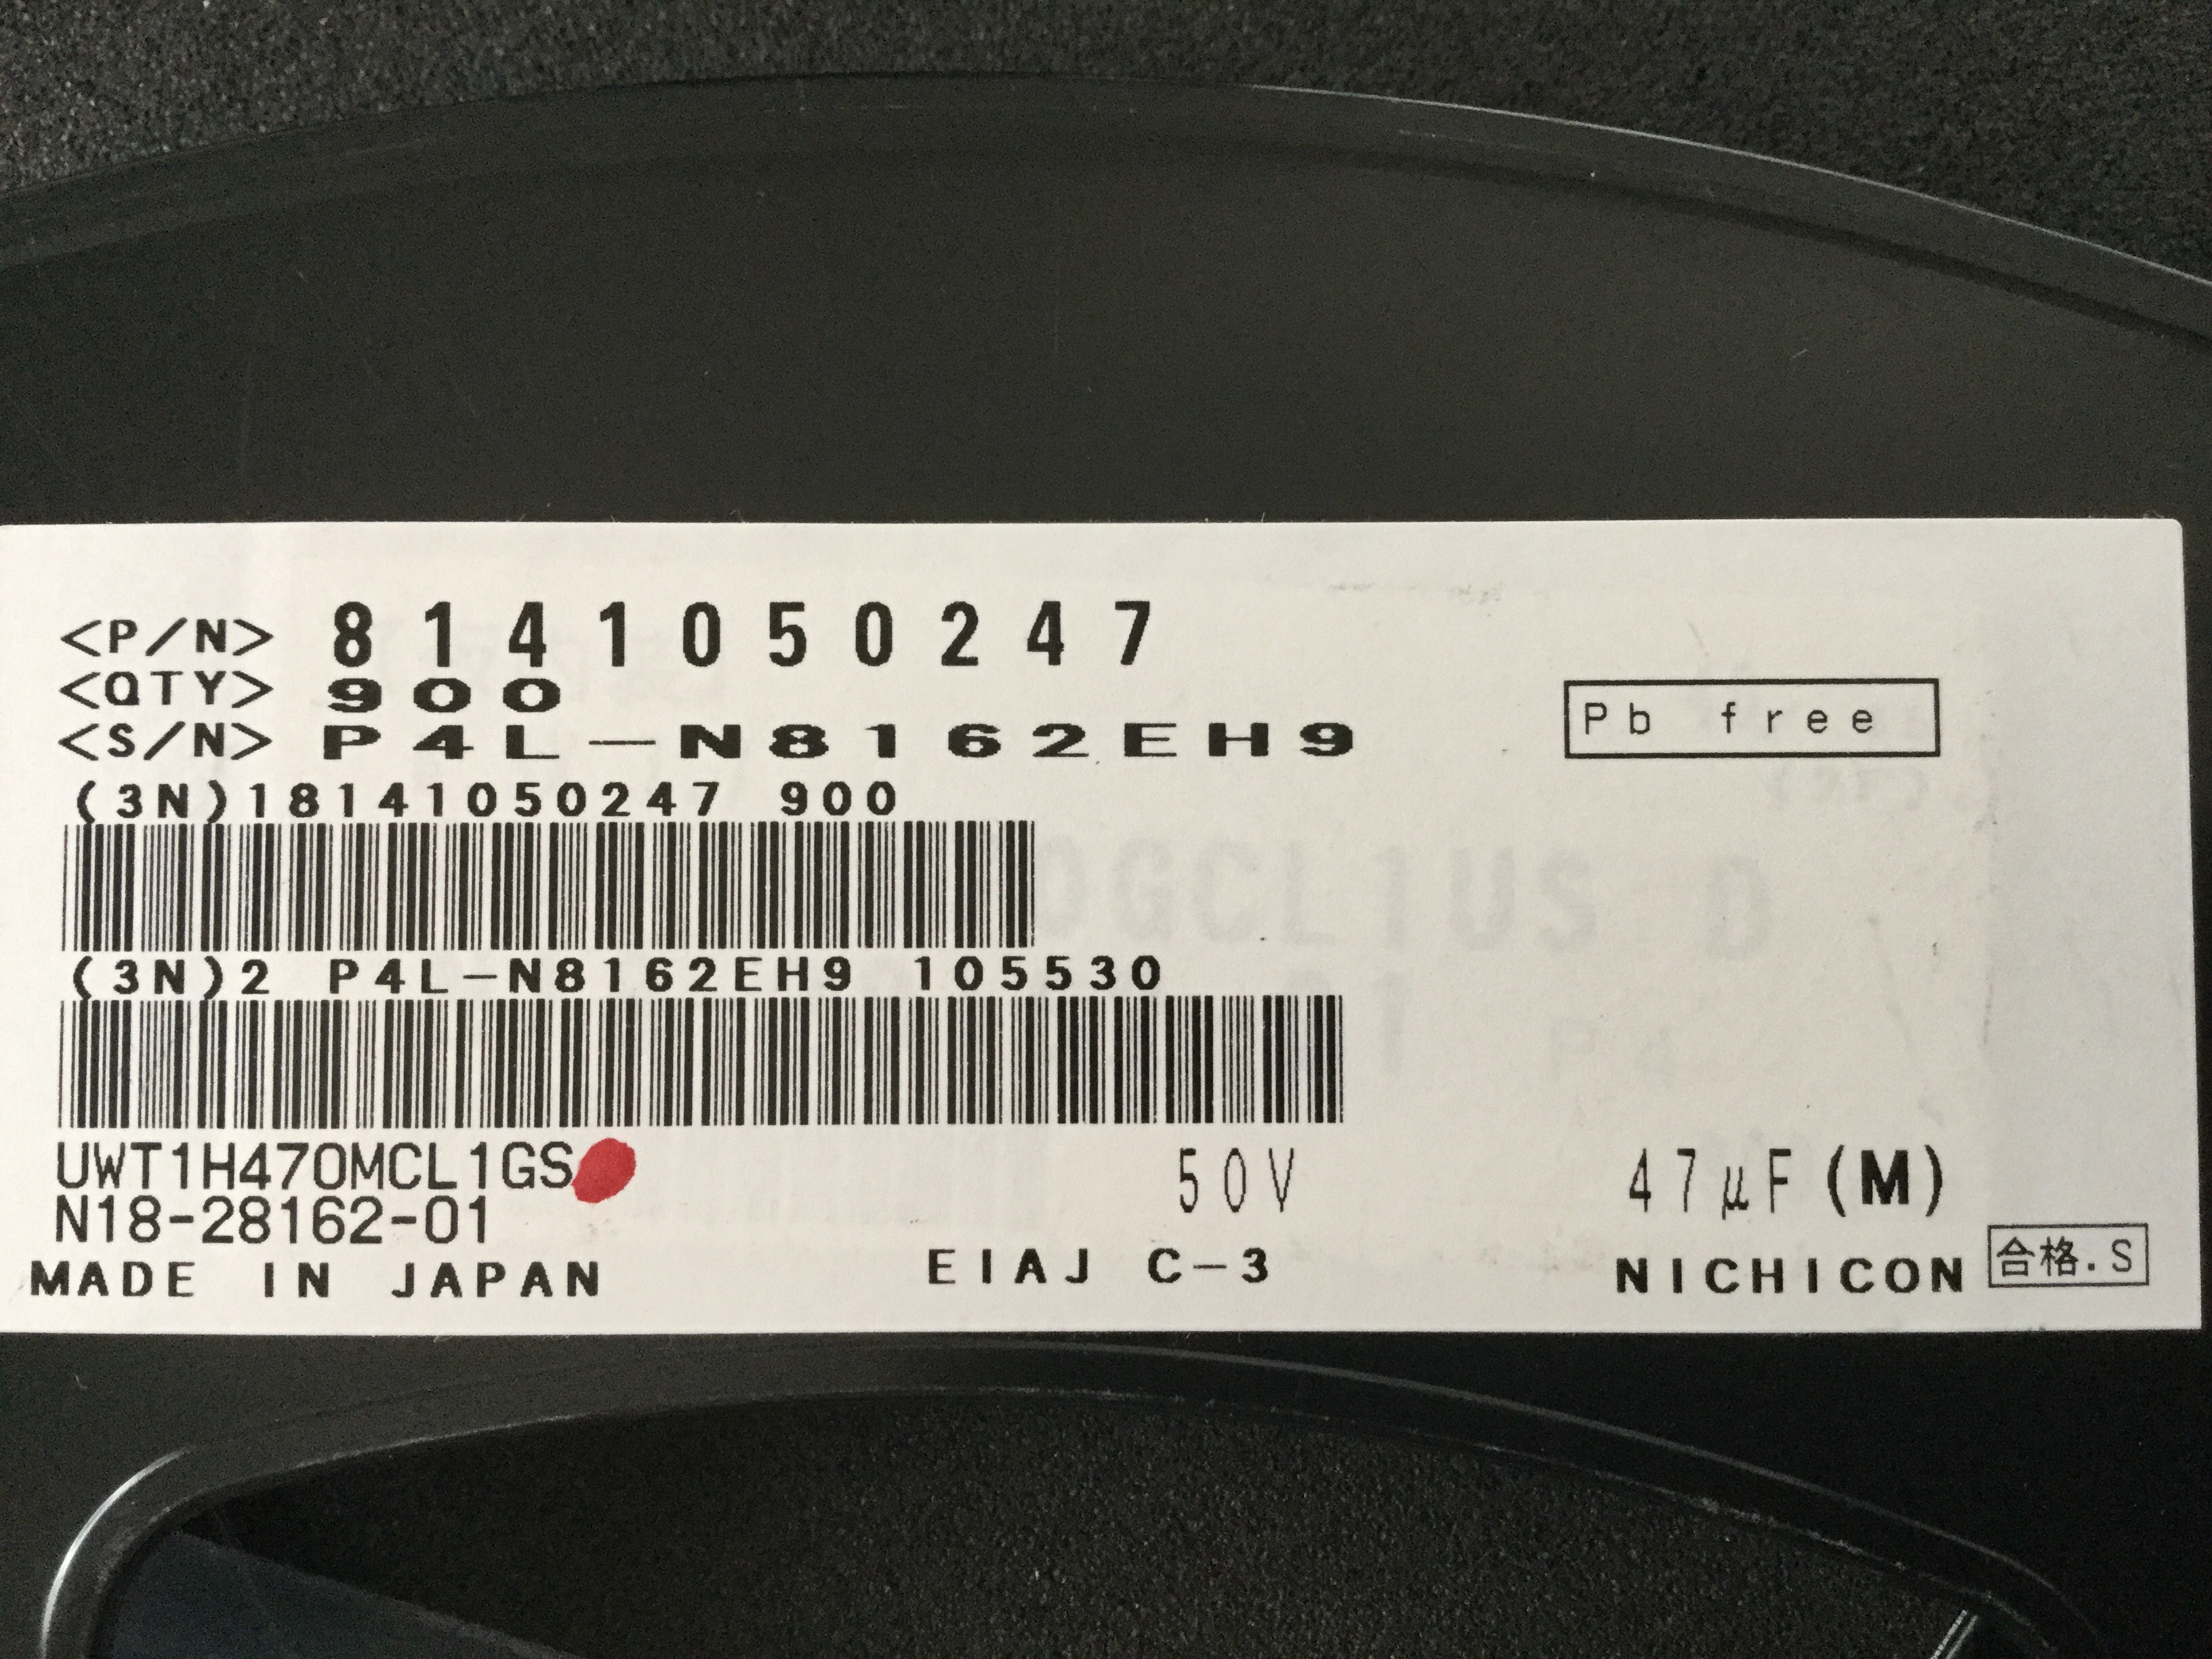 <P/N> 8141050247
<QTY> 900
<S/N> P4L-N8162EH9
Pb free
(3N)18141050247 900
(3N)2 P4L-N8162EH9 105530
UWT1H470MCL1GS 50V 47µF(M)
N18-28162-01
MADE IN JAPAN EIAJ C-3 NICHICON 合格.S